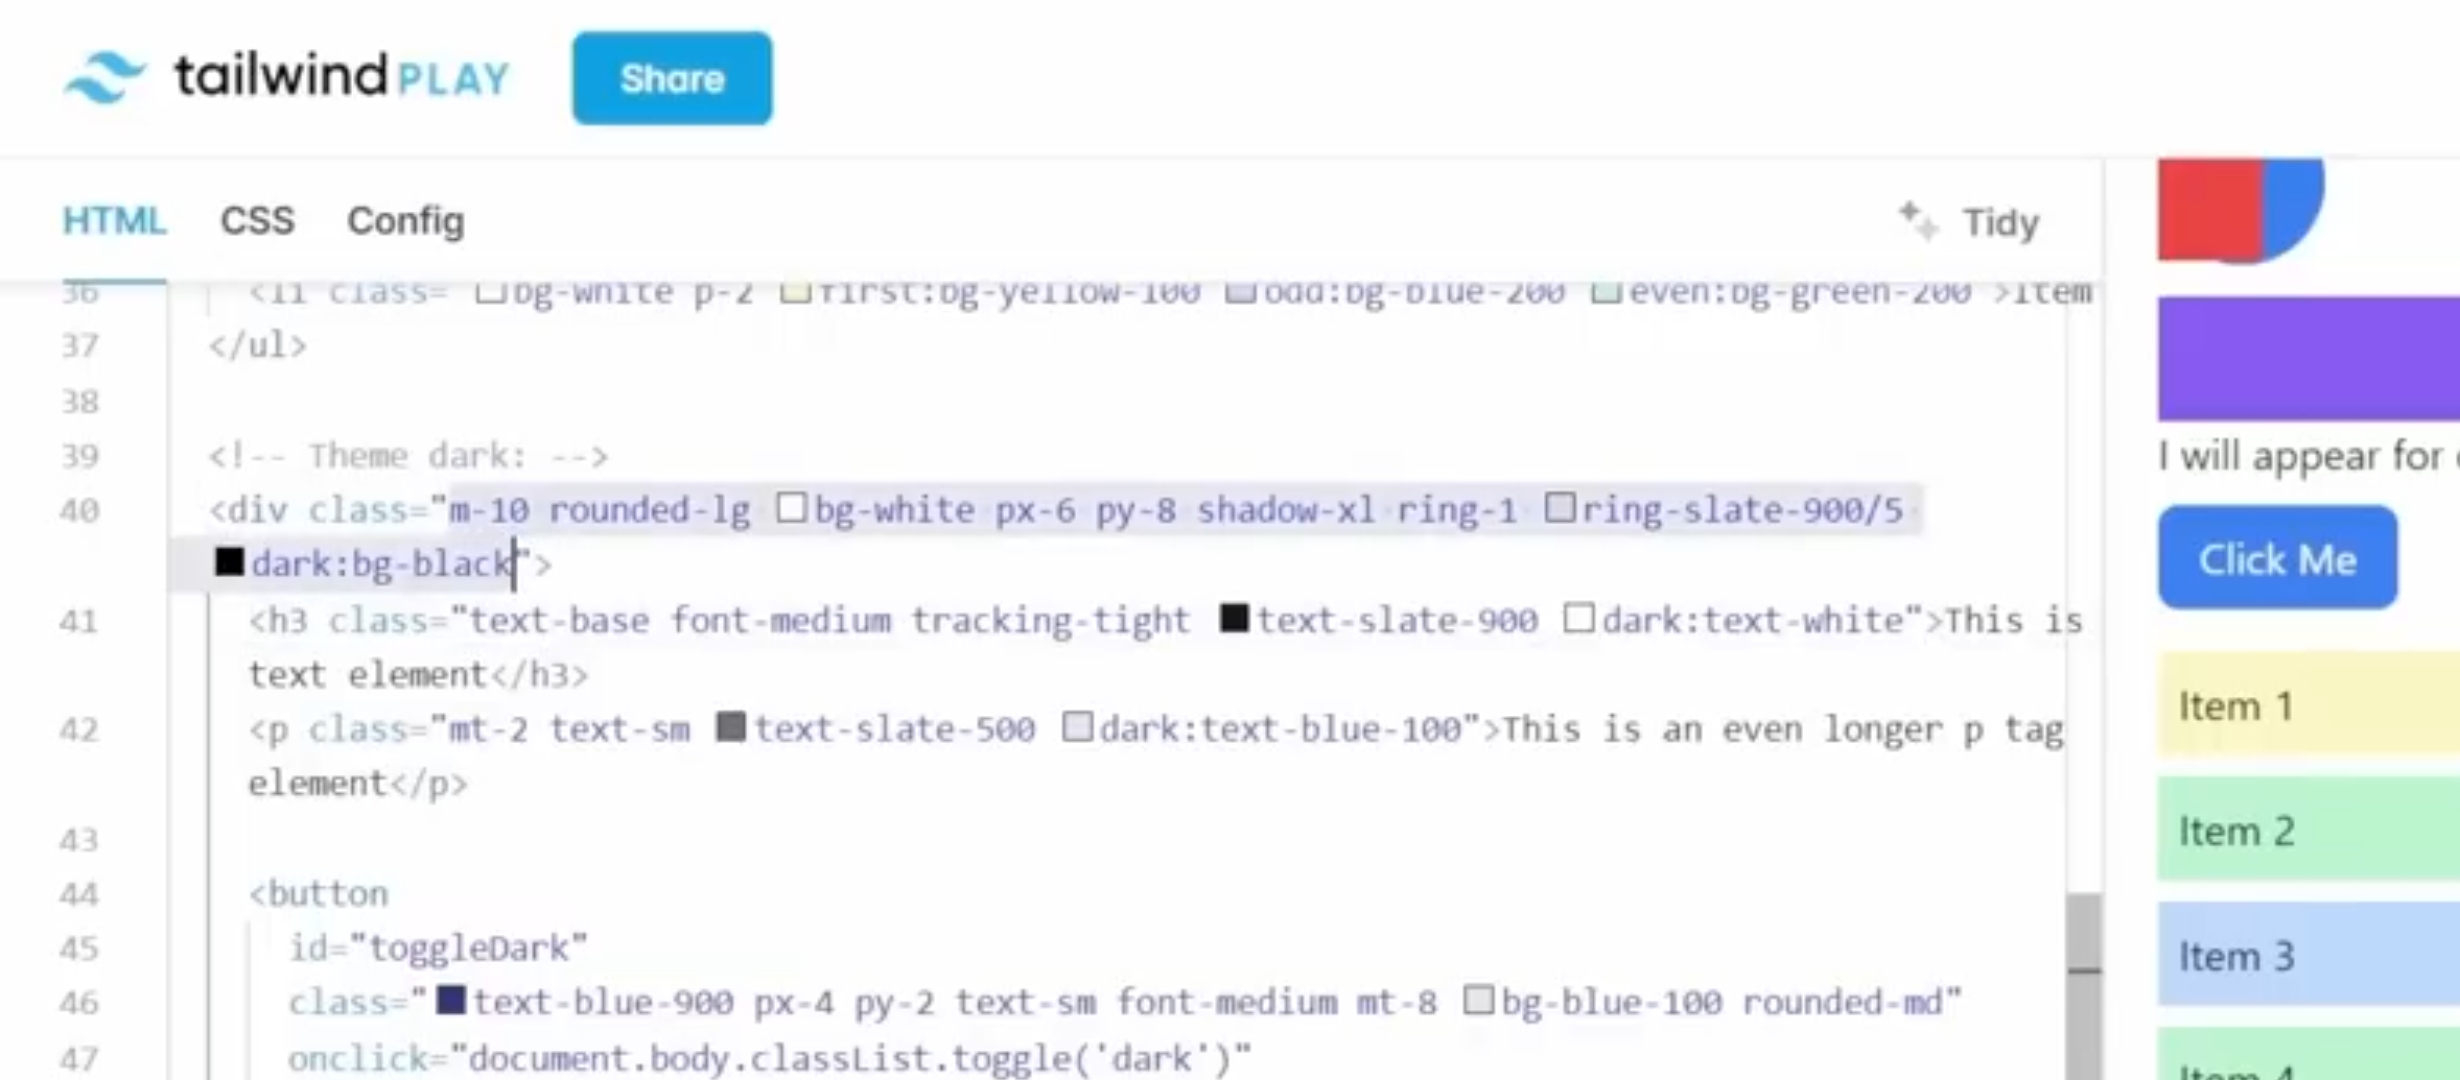 tailwind PLAY
Share
HTML CSS Config
Tidy
36 <li class="bg-white p-2 first:bg-yellow-100 odd:bg-blue-200 even:bg-green-200">Item
37 </ul>
38
39 <!-- Theme dark: -->
40 <div class="m-10 rounded-lg bg-white px-6 py-8 shadow-xl ring-1 ring-slate-900/5
dark:bg-black">
41 <h3 class="text-base font-medium tracking-tight text-slate-900 dark:text-white">This is
text element</h3>
42 <p class="mt-2 text-sm text-slate-500 dark:text-blue-100">This is an even longer p tag
element</p>
43
44 <button
45 id="toggleDark"
46 class="text-blue-900 px-4 py-2 text-sm font-medium mt-8 bg-blue-100 rounded-md"
47 onclick="document.body.classList.toggle('dark')"
I will appear for
Click Me
Item 1
Item 2
Item 3
Item 4